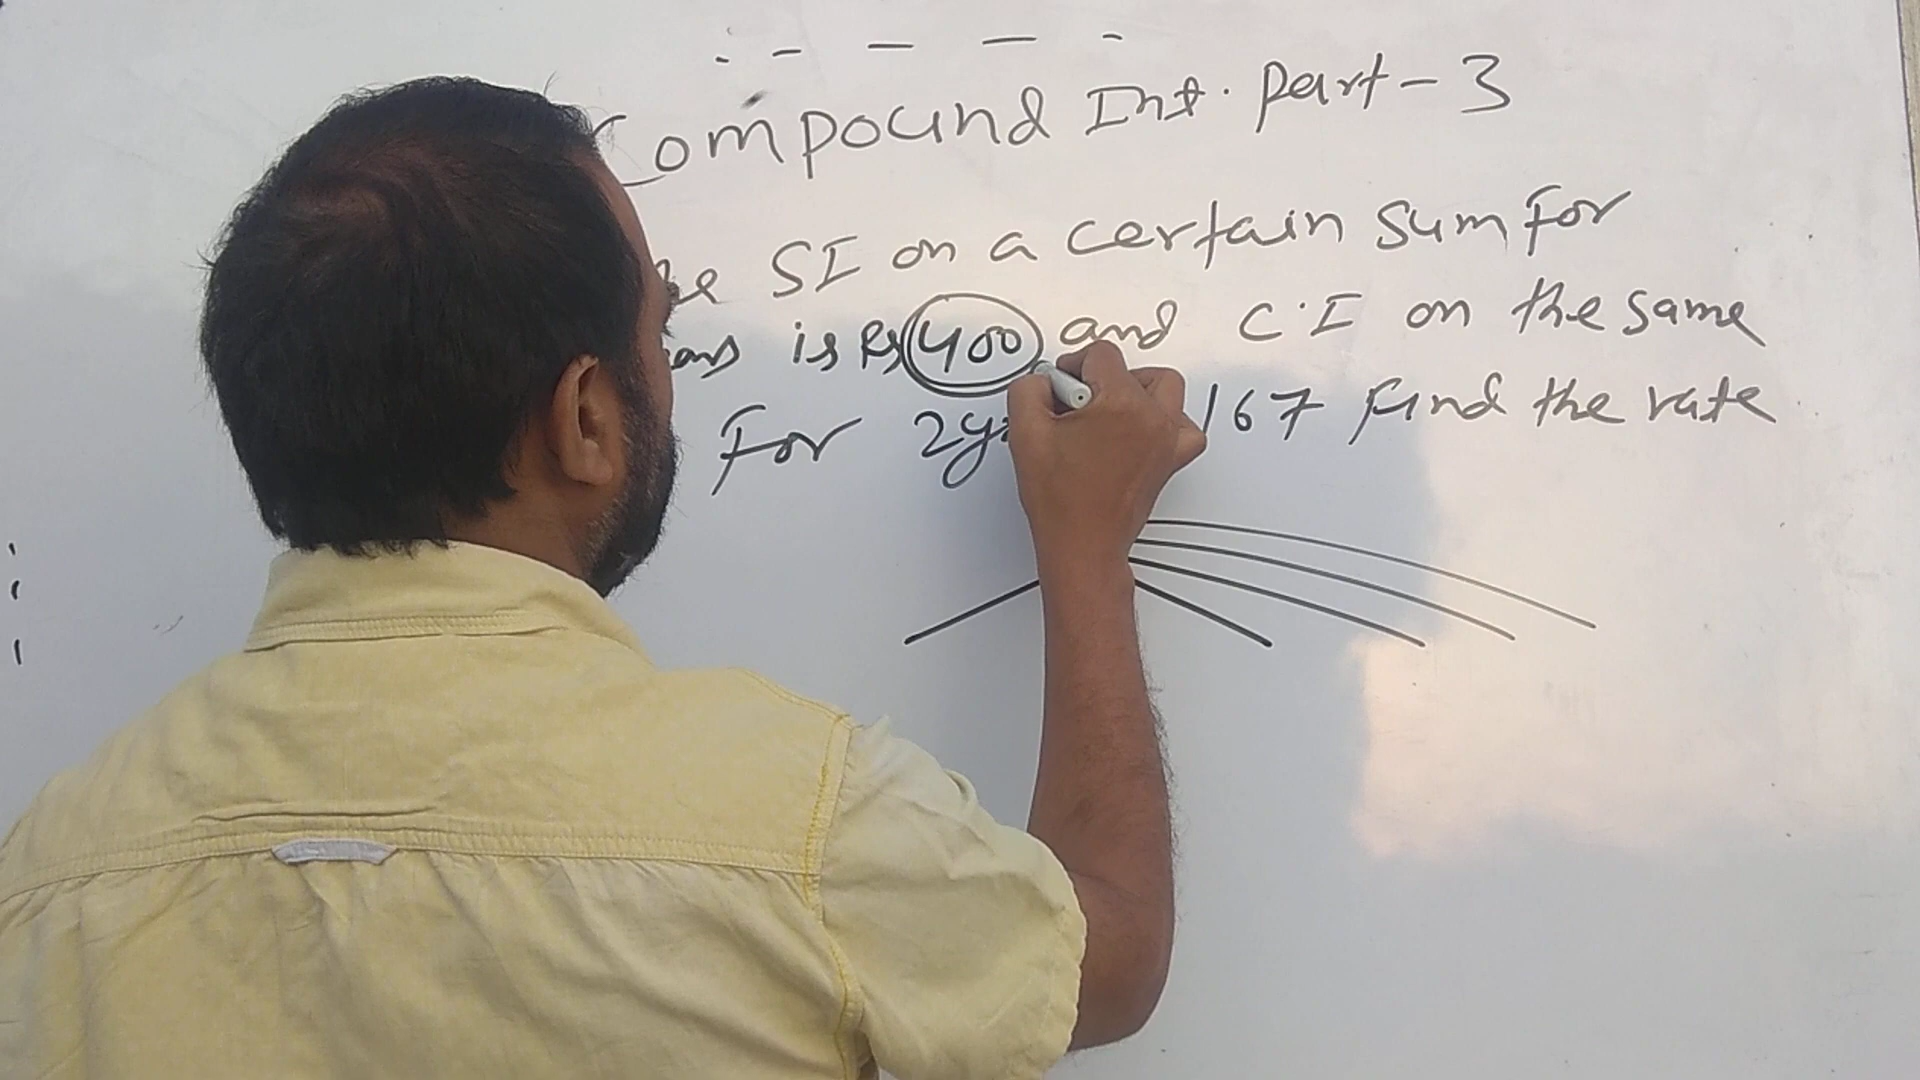 Compound Int. Part-3
SI on a certain sum for
is Rs 400 and C.I on the same
For 2y 167 Find the rate